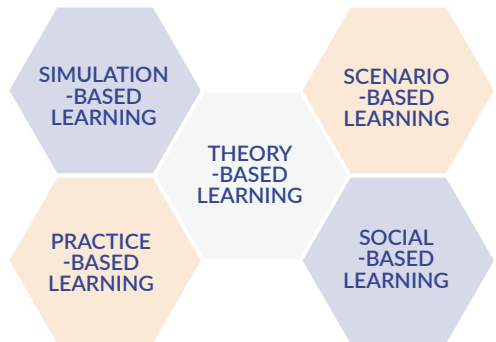 SIMULATION
-BASED
LEARNING
SCENARIO
-BASED
LEARNING
THEORY
-BASED
LEARNING
PRACTICE
-BASED
LEARNING
SOCIAL
-BASED
LEARNING